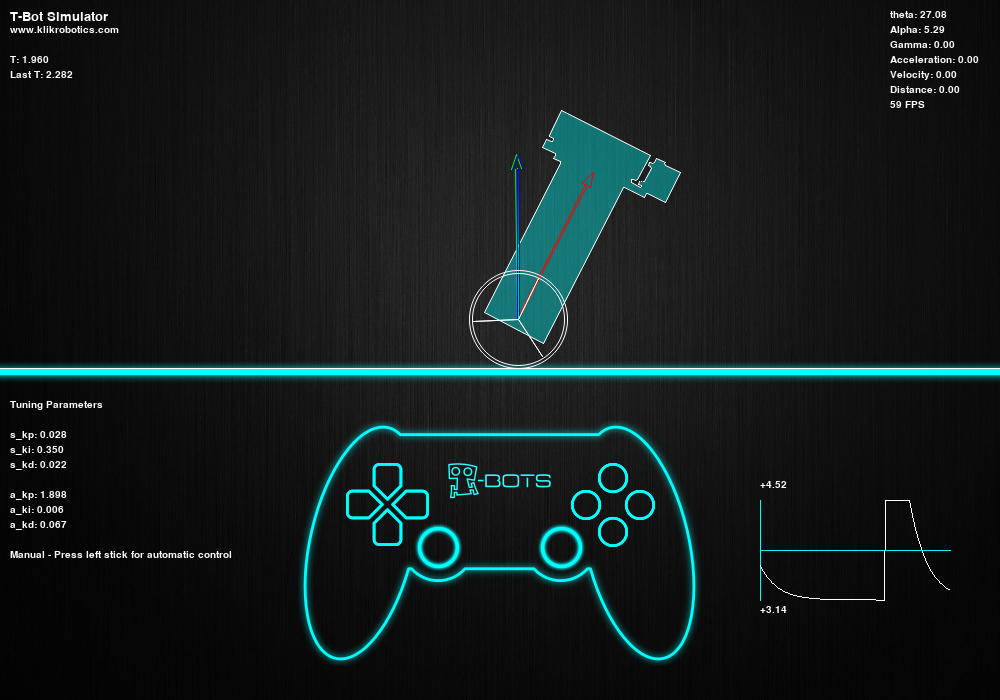 T-Bot Simulator
www.klikrobotics.com
T: 1.960
Last T: 2.282
theta: 27.08
Alpha: 5.29
Gamma: 0.00
Acceleration: 0.00
Velocity: 0.00
Distance: 0.00
59 FPS
Tuning Parameters
s_kp: 0.028
s_ki: 0.350
s_kd: 0.022
a_kp: 1.898
a_ki: 0.006
a_kd: 0.067
Manual - Press left stick for automatic control
-BOTS
+4.52
+3.14